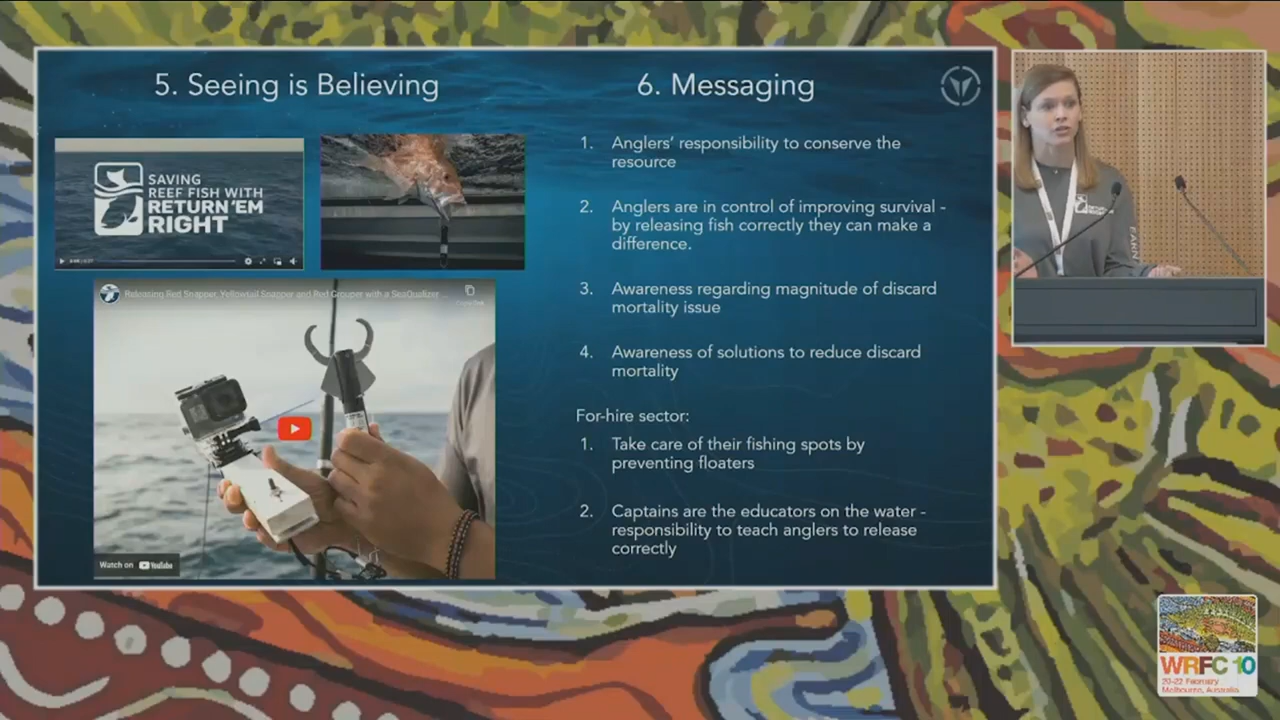 5. Seeing is Believing
SAVING
REEF FISH WITH
RETURN 'EM
RIGHT
Releasing Red Snapper, Yellowtail Snapper and Red Grouper with a SeaQualizer
Watch on YouTube
6. Messaging
1. Anglers' responsibility to conserve the
resource
2. Anglers are in control of improving survival -
by releasing fish correctly they can make a
difference.
3. Awareness regarding magnitude of discard
mortality issue
4. Awareness of solutions to reduce discard
mortality
For-hire sector:
1. Take care of their fishing spots by
preventing floaters
2. Captains are the educators on the water -
responsibility to teach anglers to release
correctly
WRFC 10
20-22 February
Melbourne, Australia